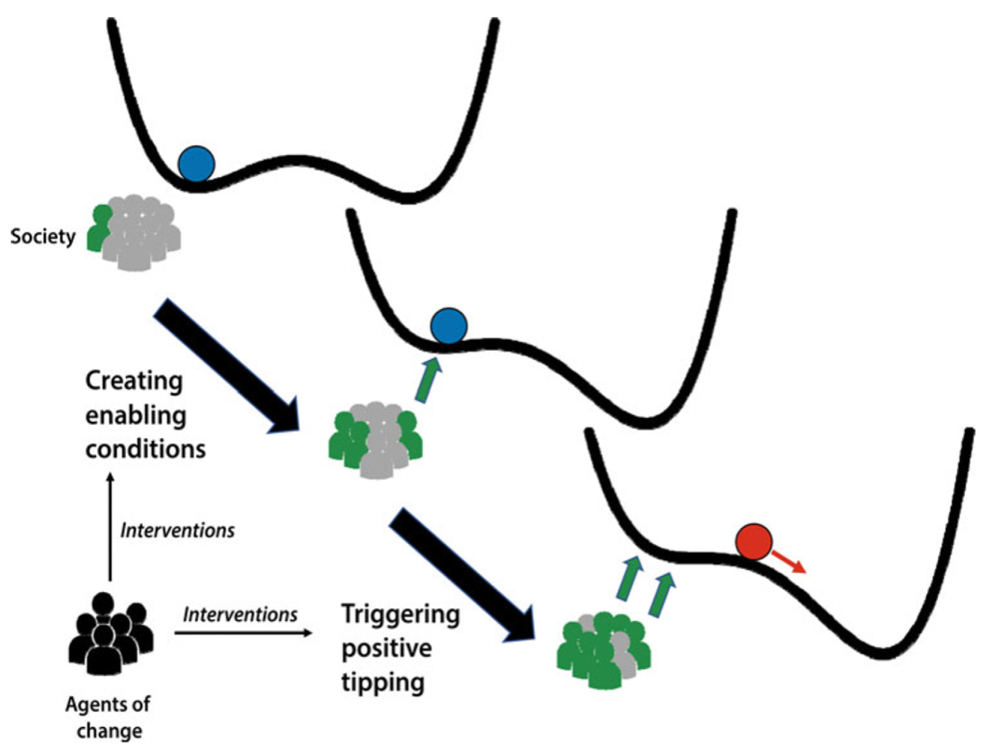 Society
Creating
enabling
conditions
Interventions
Interventions
Triggering
positive
tipping
Agents of
change